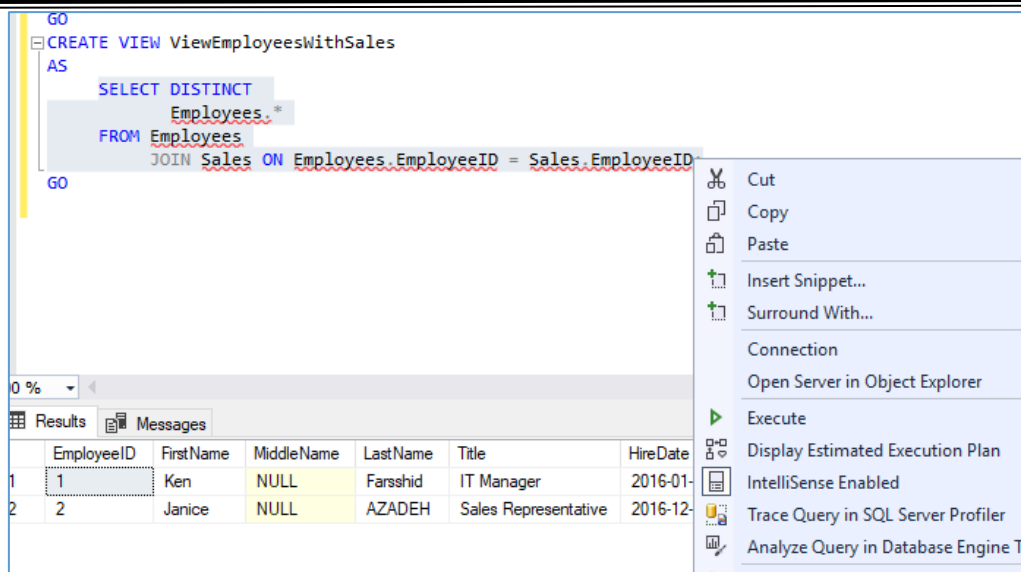 GO
CREATE VIEW ViewEmployeesWithSales
AS
SELECT DISTINCT
Employees.*
FROM Employees
JOIN Sales ON Employees.EmployeeID = Sales.EmployeeID;
GO
Cut
Copy
Paste
Insert Snippet...
Surround With...
Connection
Open Server in Object Explorer
Execute
Display Estimated Execution Plan
IntelliSense Enabled
Trace Query in SQL Server Profiler
Analyze Query in Database Engine T
00 %
Results Messages
EmployeeID FirstName MiddleName LastName Title HireDate
1 1 Ken NULL Farsshid IT Manager 2016-01-
2 2 Janice NULL AZADEH Sales Representative 2016-12-